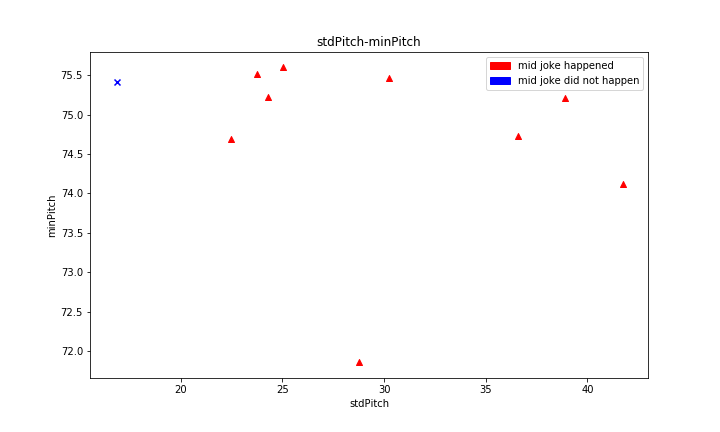 stdPitch-minPitch
mid joke happened
mid joke did not happen
75.5
75.0
74.5
74.0
73.5
73.0
72.5
72.0
minPitch
20 25 30 35 40
stdPitch